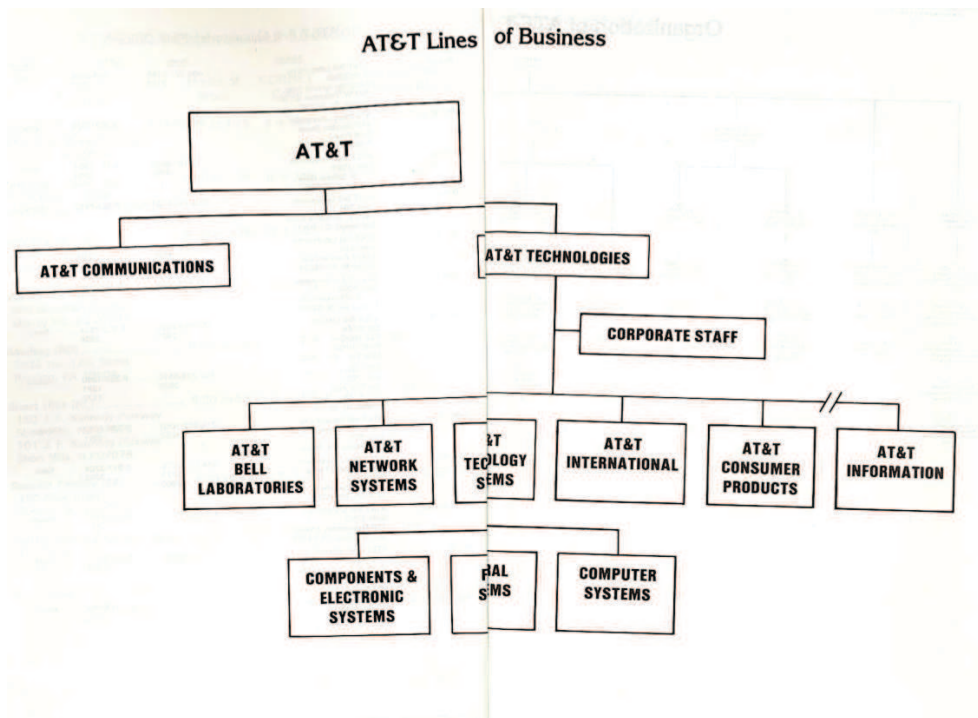 AT&T Lines of Business
AT&T
AT&T COMMUNICATIONS
AT&T TECHNOLOGIES
CORPORATE STAFF
AT&T
BELL
LABORATORIES
AT&T
NETWORK
SYSTEMS
AT&T
INTERNATIONAL
AT&T
CONSUMER
PRODUCTS
AT&T
INFORMATION
COMPONENTS &
ELECTRONIC
SYSTEMS
COMPUTER
SYSTEMS